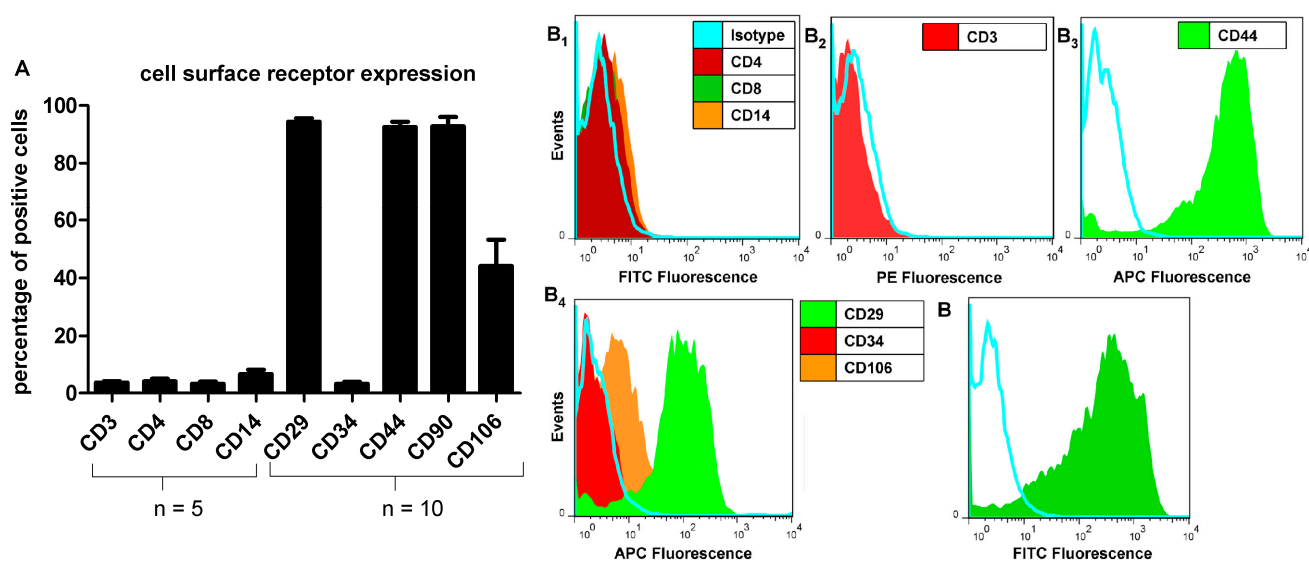 A
cell surface receptor expression
percentage of positive cells
100
80
60
40
20
0
CD3
CD4
CD8
CD14
CD29
CD34
CD44
CD90
CD106
n = 5
n = 10
B1
Isotype
CD4
CD8
CD14
Events
0
10^0 10^1 10^2 10^3 10^4
FITC Fluorescence
B2
CD3
0
10^0 10^1 10^2 10^3 10^4
PE Fluorescence
B3
CD44
0
10^0 10^1 10^2 10^3 10^4
APC Fluorescence
B4
CD29
CD34
CD106
Events
0
10^0 10^1 10^2 10^3 10^4
APC Fluorescence
B
0
10^0 10^1 10^2 10^3 10^4
FITC Fluorescence